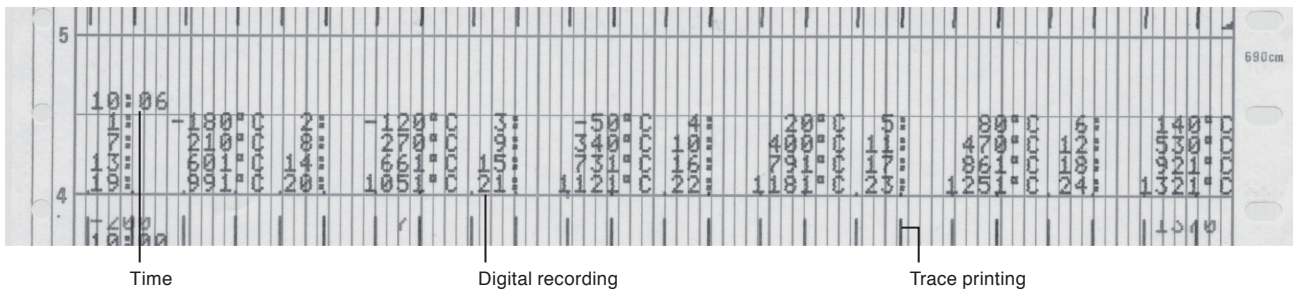 5
690cm
10:06
1: -180°C 2: -120°C 3: -50°C 4: 20°C 5: 80°C 6: 140°C
7: 210°C 8: 270°C 9: 340°C 10: 400°C 11: 470°C 12: 530°C
13: 601°C 14: 661°C 15: 731°C 16: 791°C 17: 861°C 18: 921°C
19: 991°C 20: 1051°C 21: 1121°C 22: 1181°C 23: 1251°C 24: 1321°C
4
-200
10:00
Time Digital recording Trace printing